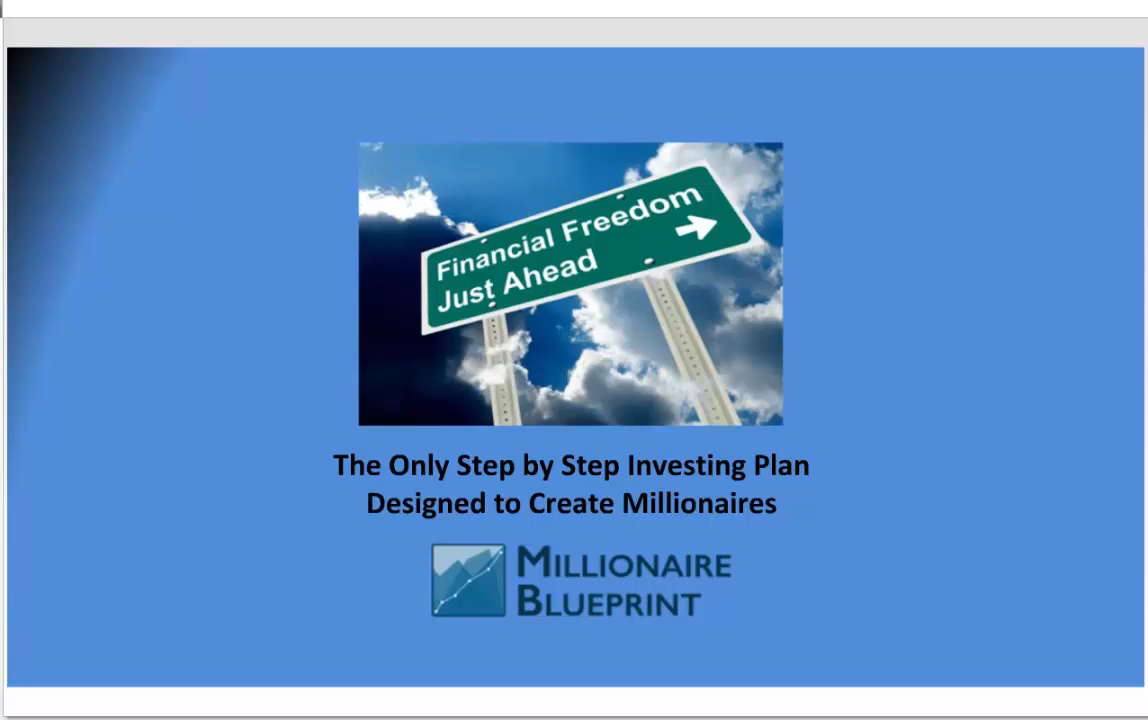 Financial Freedom
Just Ahead
The Only Step by Step Investing Plan
Designed to Create Millionaires
MILLIONAIRE
BLUEPRINT